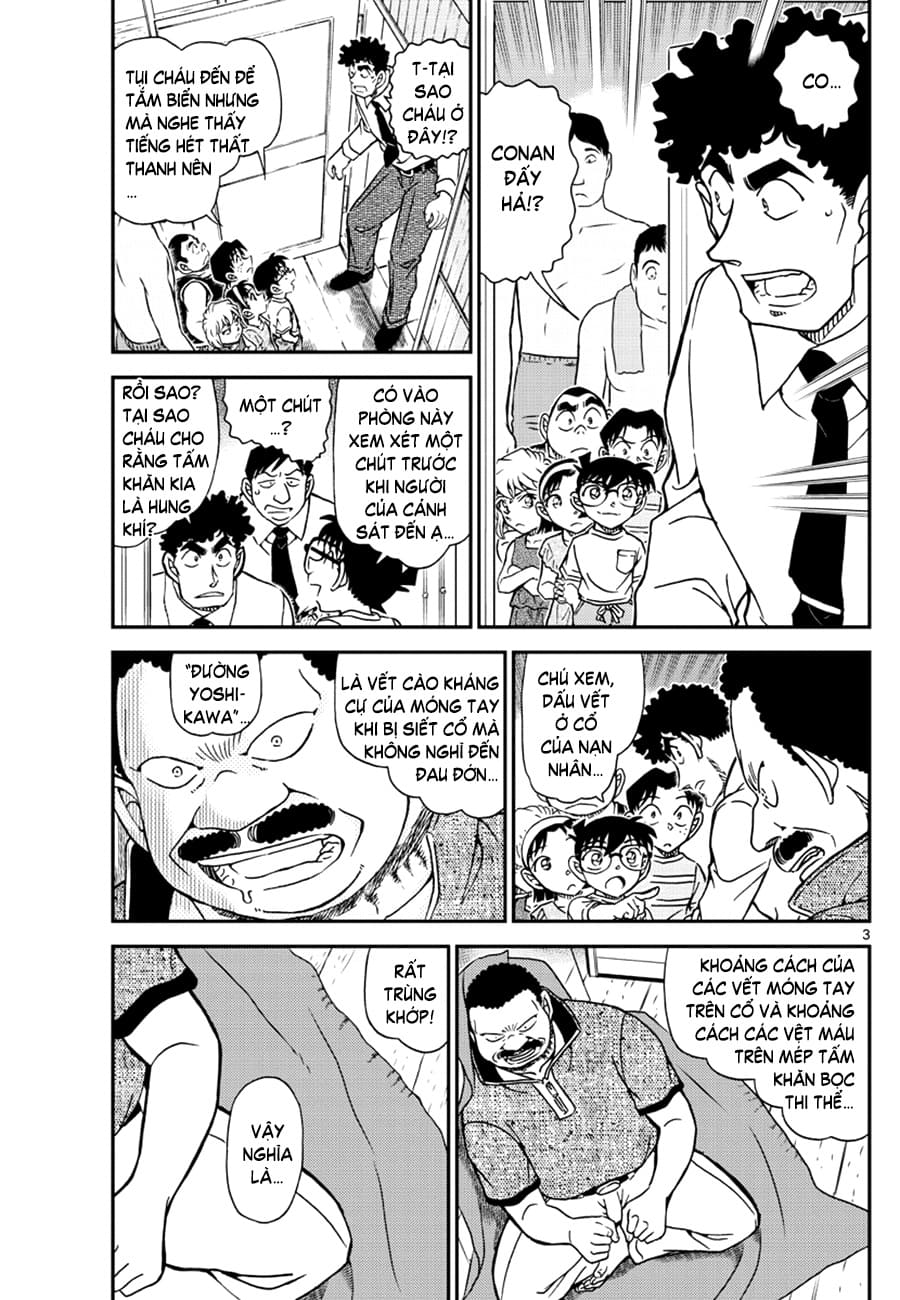 CO...
CONAN
ĐẤY
HẢ!?
T-TẠI
SAO
CHÁU Ở
ĐÂY!?
TỤI CHÁU ĐẾN ĐỂ
TẮM BIỂN NHƯNG
MÀ NGHE THẤY
TIẾNG HÉT THẤT
THANH NÊN
...
CÓ VÀO
PHÒNG NÀY
XEM XÉT MỘT
CHÚT TRƯỚC
KHI NGƯỜI
CỦA CẢNH
SÁT ĐẾN Ạ...
MỘT CHÚT
...?
RỒI SAO?
TẠI SAO
CHÁU CHO
RẰNG TẤM
KHĂN KIA
LÀ HUNG
KHÍ?
CHÚ XEM,
DẤU VẾT
Ở CỔ
CỦA NẠN
NHÂN...
LÀ VẾT CÀO KHÁNG
CỰ CỦA MÓNG TAY
KHI BỊ SIẾT CỔ MÀ
KHÔNG NGHĨ ĐẾN
ĐAU ĐỚN...
“ĐƯỜNG
YOSHI-
KAWA”...
3
KHOẢNG CÁCH CỦA
CÁC VẾT MÓNG TAY
TRÊN CỔ VÀ KHOẢNG
CÁCH CÁC VỆT MÁU
TRÊN MÉP TẤM
KHĂN BỌC
THI THỂ...
RẤT
TRÙNG
KHỚP!
VẬY
NGHĨA
LÀ...